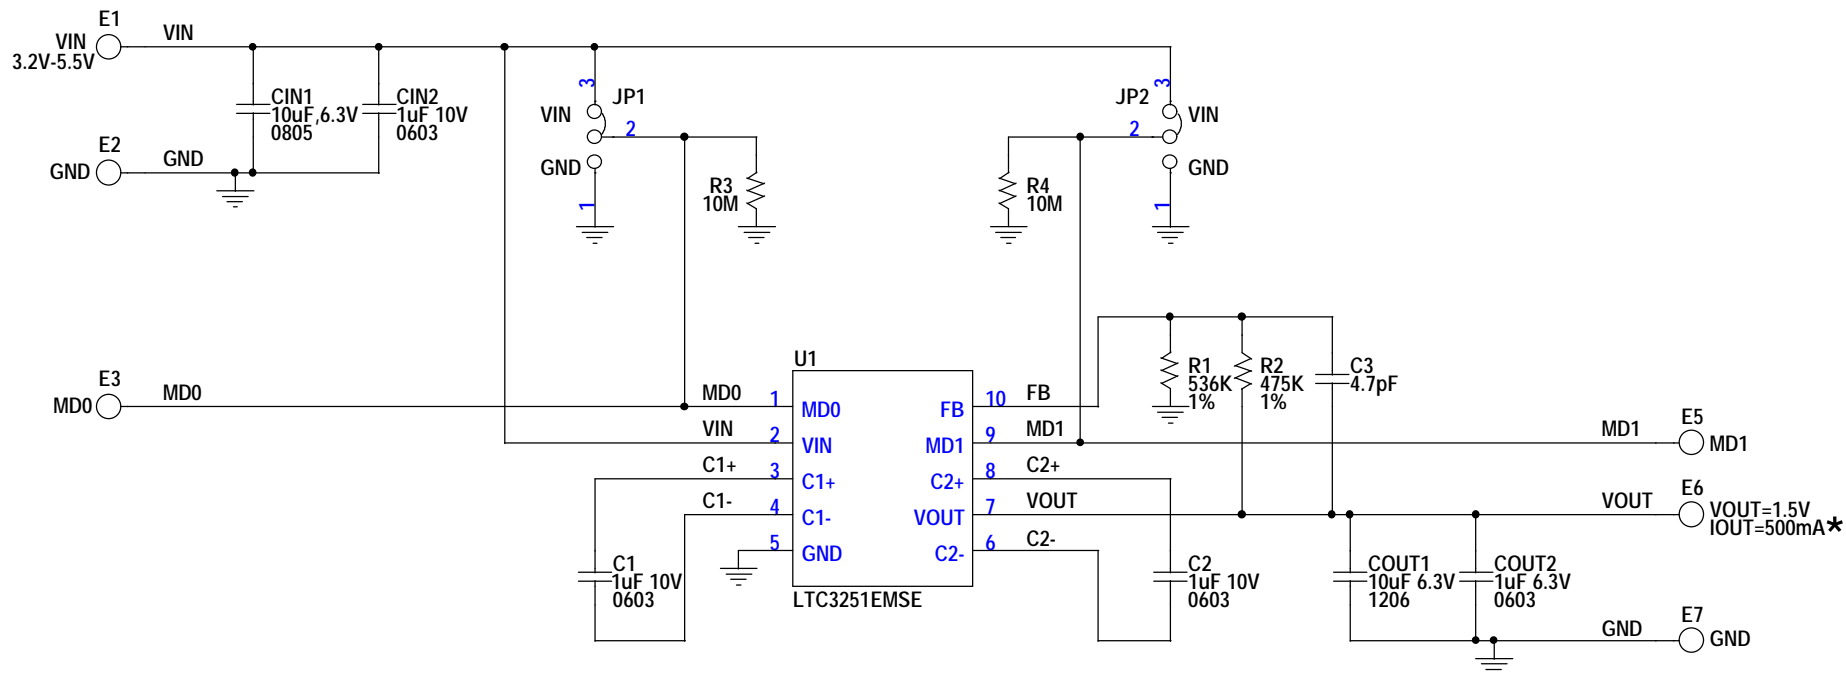 E1
VIN
VIN
3.2V-5.5V
CIN1
10uF,6.3V
0805
CIN2
1uF 10V
0603
E2
GND
GND
3
JP1
VIN
2
GND
1
R3
10M
3
JP2
VIN
2
GND
1
R4
10M
E3
MD0
MD0
U1
MD0
1
MD0
VIN
2
VIN
C1+
3
C1+
C1-
4
C1-
5
GND
FB
10
FB
MD1
9
MD1
C2+
8
C2+
VOUT
7
VOUT
C2-
6
C2-
LTC3251EMSE
C1
1uF 10V
0603
C2
1uF 10V
0603
R1
536K
1%
R2
475K
1%
C3
4.7pF
MD1
E5
MD1
VOUT
E6
VOUT=1.5V
IOUT=500mA*
COUT1
10uF 6.3V
1206
COUT2
1uF 6.3V
0603
GND
E7
GND